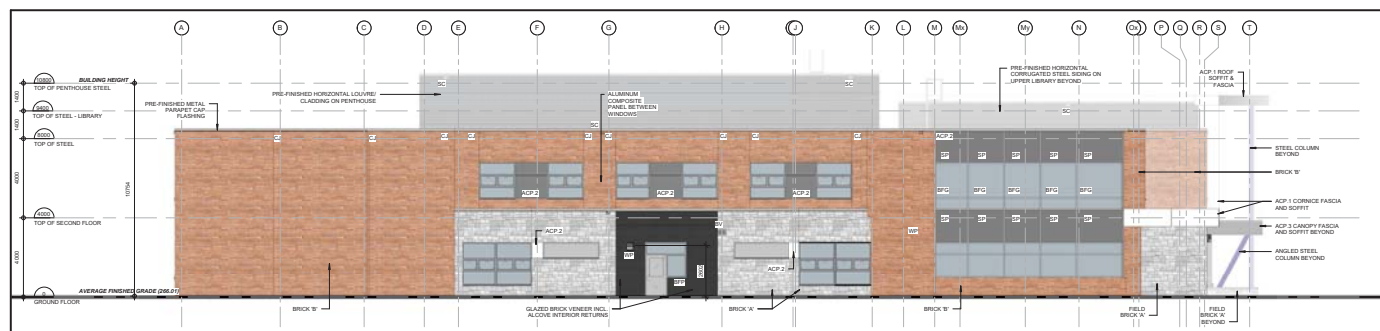 A B C D E F G H J K L M Mx My N Ox P Q R S T
10800
BUILDING HEIGHT
TOP OF PENTHOUSE STEEL
1400
9400
TOP OF STEEL - LIBRARY
1400
8000
TOP OF STEEL
4000
10754
4000
TOP OF SECOND FLOOR
4000
0
AVERAGE FINISHED GRADE (266.01)
GROUND FLOOR
PRE-FINISHED METAL
PARAPET CAP
FLASHING
PRE-FINISHED HORIZONTAL LOUVRE/
CLADDING ON PENTHOUSE
ALUMINUM
COMPOSITE
PANEL BETWEEN
WINDOWS
PRE-FINISHED HORIZONTAL
CORRUGATED STEEL SIDING ON
UPPER LIBRARY BEYOND
ACP.1 ROOF
SOFFIT &
FASCIA
SC
SC
SC
SC
CJ CJ CJ CJ CJ CJ CJ CJ CJ
ACP.2
SP SP SP SP SP
ACP.2 ACP.2 ACP.2
BFG BFG BFG BFG
SP SP SP SP SP
STEEL COLUMN
BEYOND
BRICK 'B'
ACP.1 CORNICE FASCIA
AND SOFFIT
ACP.3 CANOPY FASCIA
AND SOFFIT BEYOND
ANGLED STEEL
COLUMN BEYOND
ACP.2
BV
WP
WP
ACP.2
BFP
BRICK 'B'
GLAZED BRICK VENEER INCL.
ALCOVE INTERIOR RETURNS
BRICK 'A'
BRICK 'B'
FIELD
BRICK 'A'
FIELD
BRICK 'A'
BEYOND